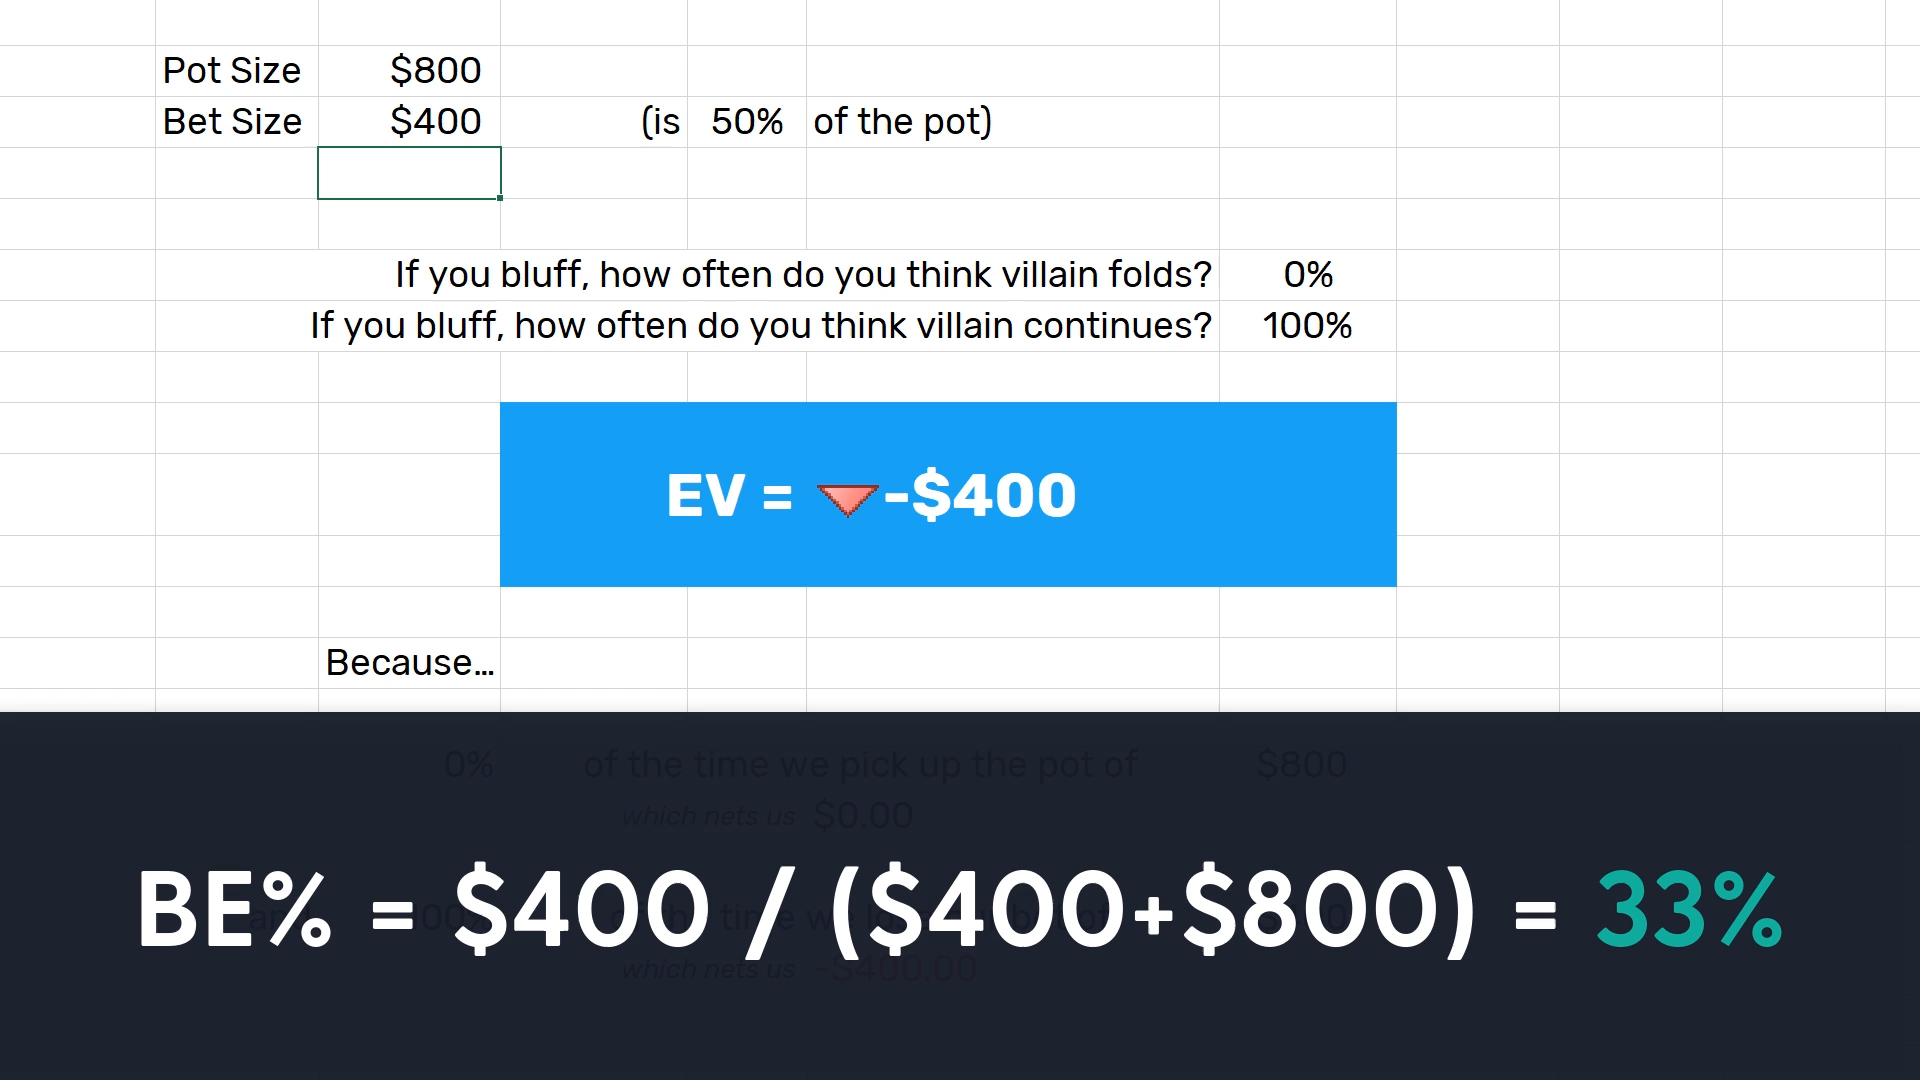 Pot Size $800
Bet Size $400 (is 50% of the pot)
If you bluff, how often do you think villain folds? 0%
If you bluff, how often do you think villain continues? 100%
EV = -$400
Because...
0% of the time we pick up the pot of $800
which nets us $0.00
BE% = $400 / ($400+$800) = 33%
which nets us -$400.00